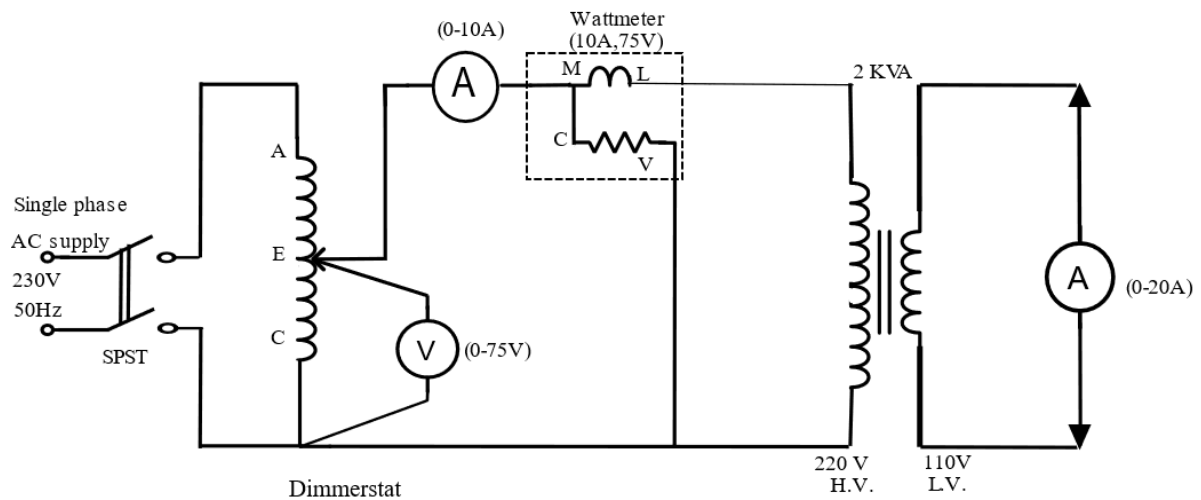 Wattmeter
(10A,75V)
(0-10A)
A
M
L
2 KVA
C
V
A
Single phase
AC supply
230V
50Hz
SPST
E
C
V
(0-75V)
A
(0-20A)
220 V
H.V.
110V
L.V.
Dimmerstat